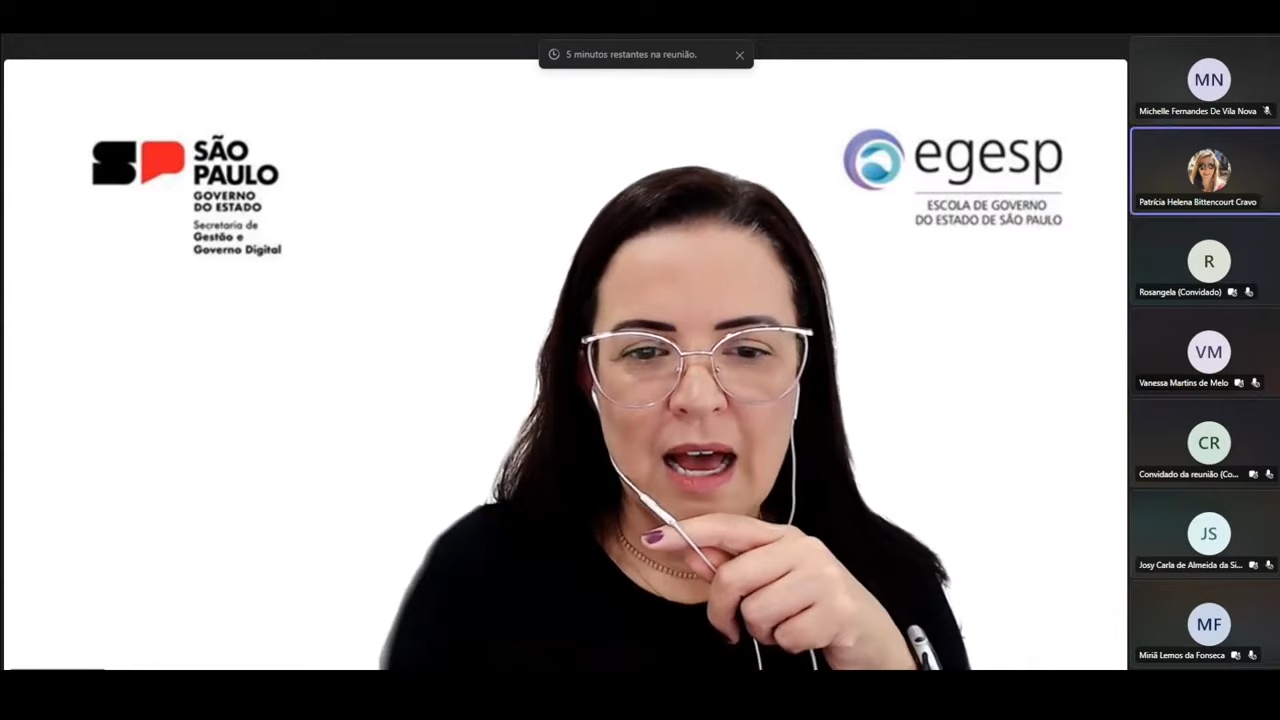 5 minutos restantes na reunião.
SP
SÃO
PAULO
GOVERNO
DO ESTADO
Secretaria de
Gestão e
Governo Digital
egesp
ESCOLA DE GOVERNO
DO ESTADO DE SÃO PAULO
MN
Michelle Fernandes De Vila Nova
Patrícia Helena Bittencourt Cravo
R
Rosangela (Convidado)
VM
Vanessa Martins de Melo
CR
Convidado da reunião (Co...
JS
Josy Carla de Almeida da Si...
MF
Miriã Lemos da Fonseca